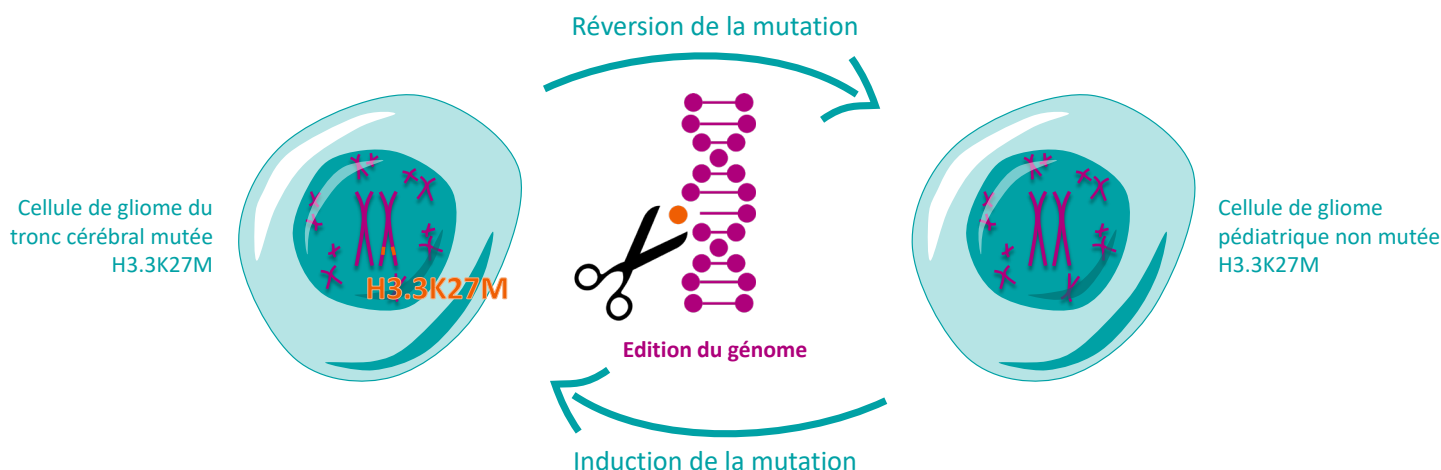 Réversion de la mutation
Cellule de gliome du
tronc cérébral mutée
H3.3K27M
H3.3K27M
Edition du génome
Cellule de gliome
pédiatrique non mutée
H3.3K27M
Induction de la mutation